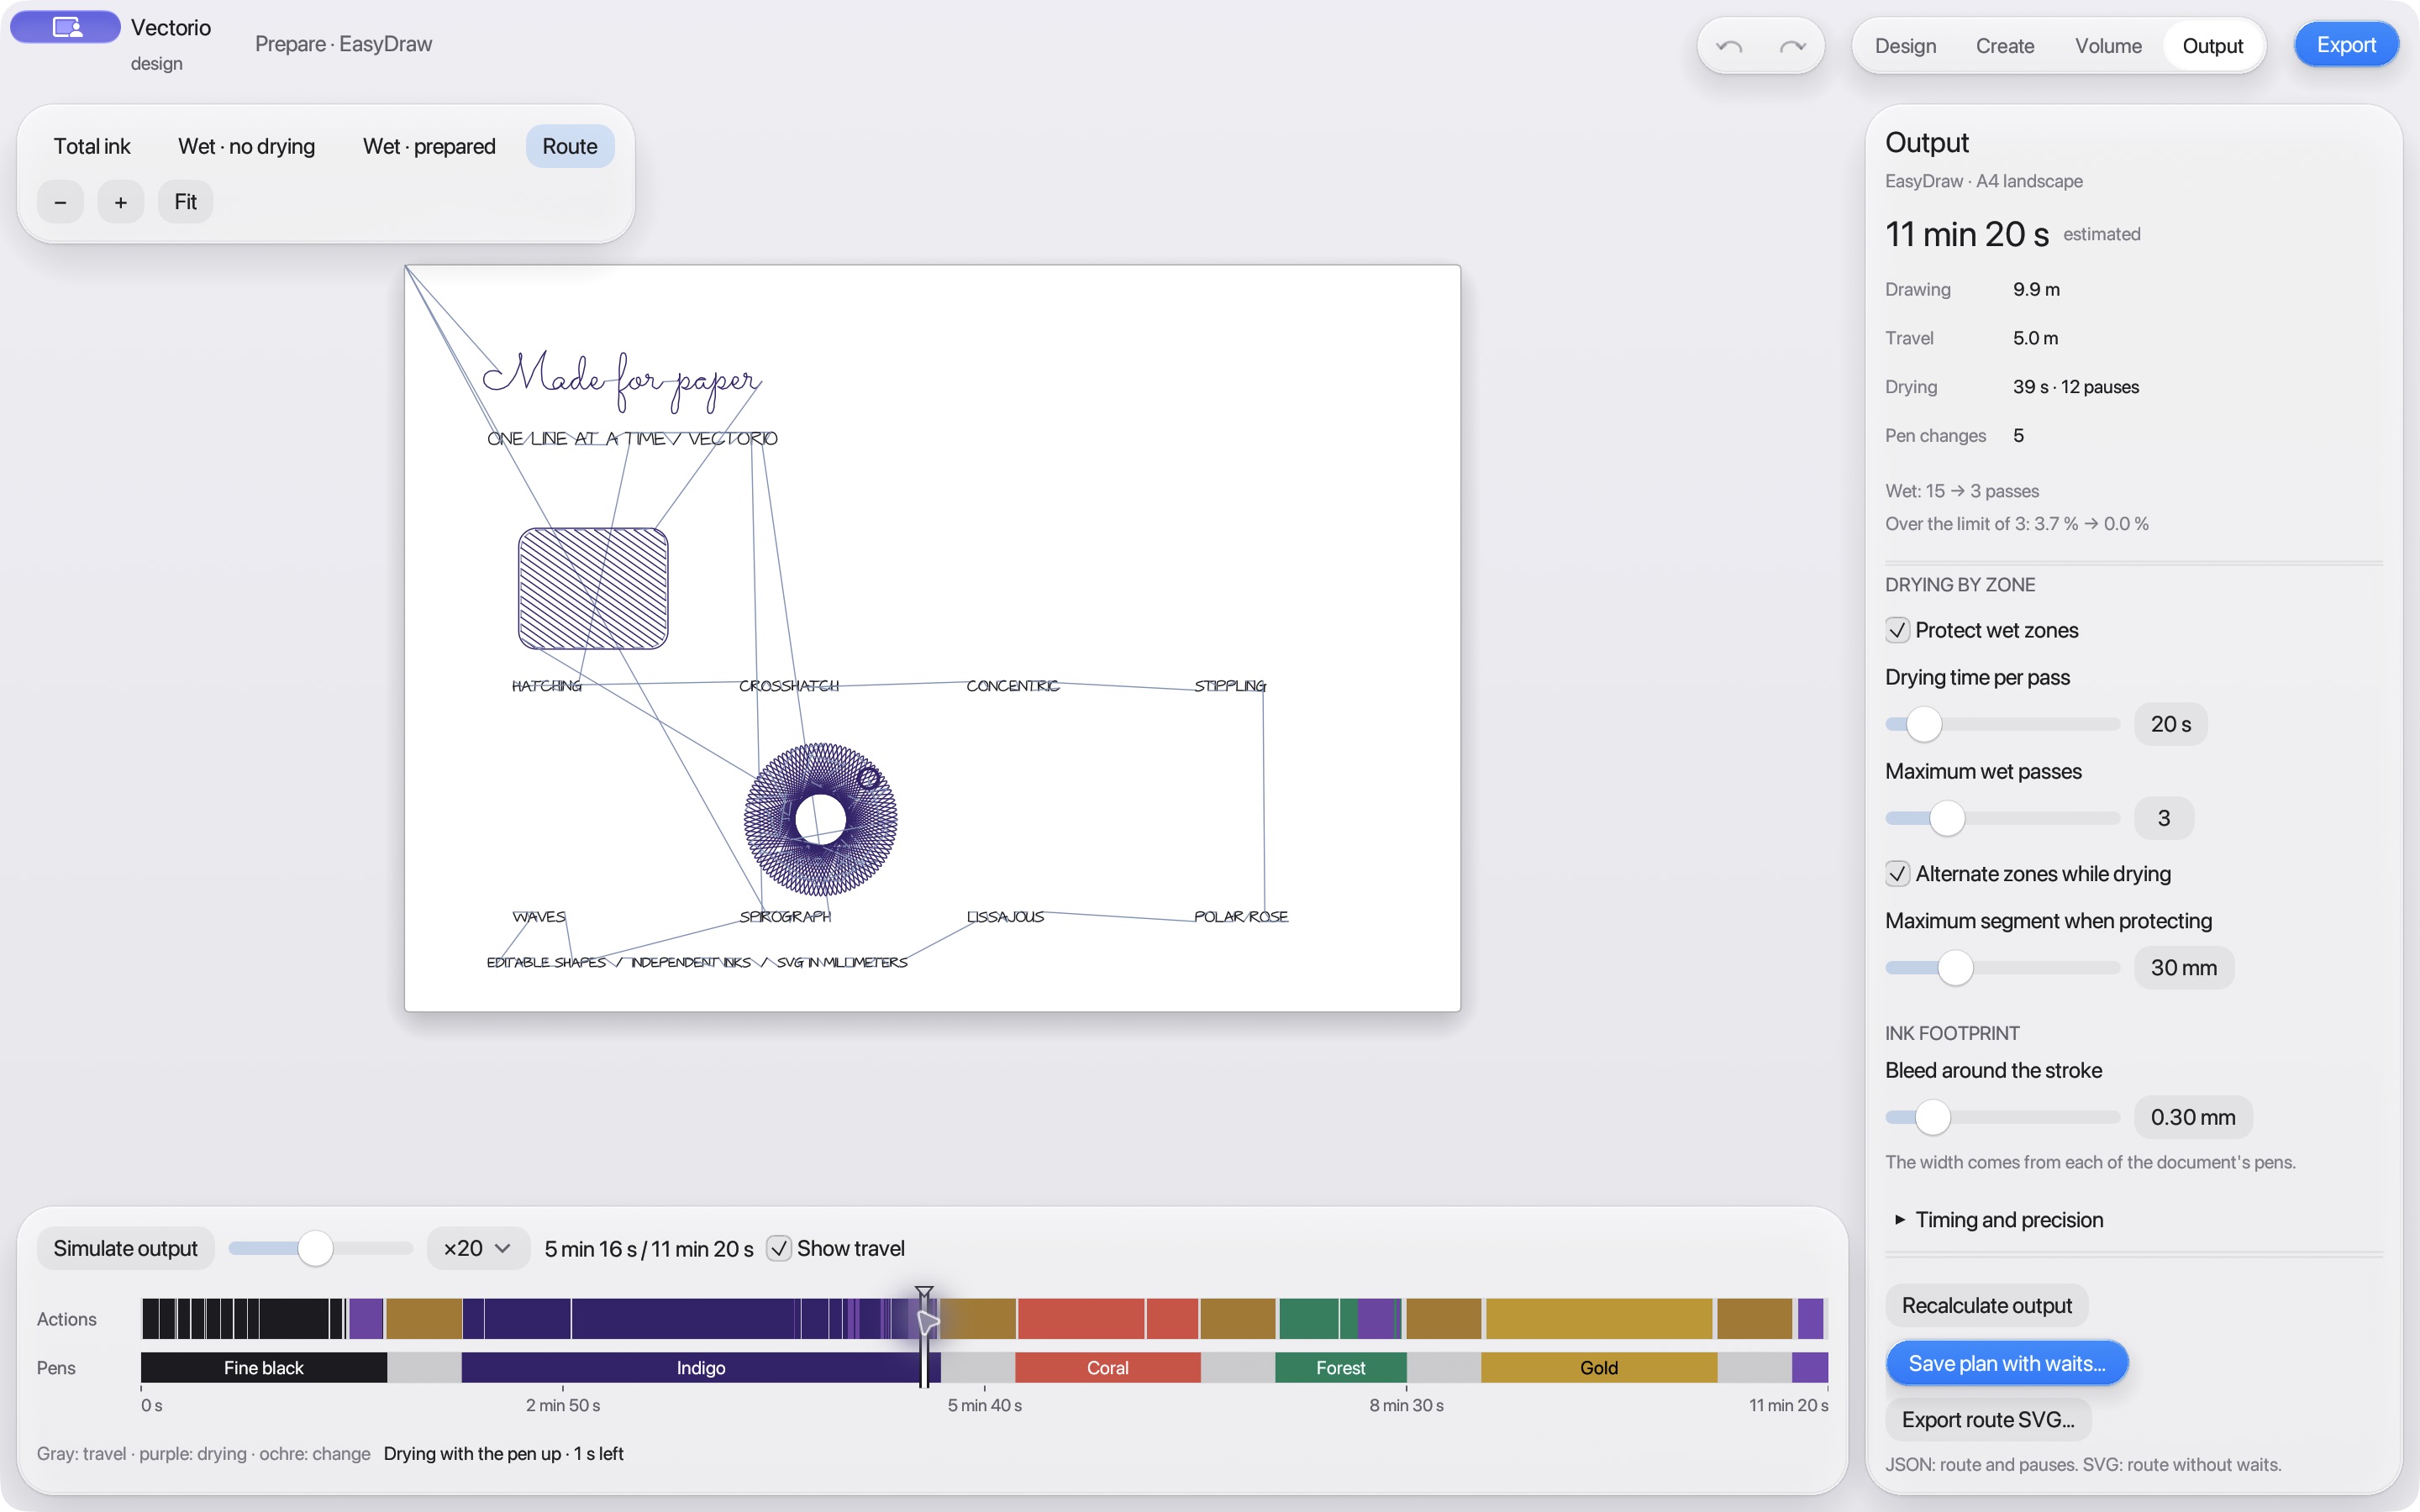 Vectorio
design
Prepare · EasyDraw
Design Create Volume Output
Export
Total ink Wet · no drying Wet · prepared Route
− + Fit
Made for paper
ONE LINE AT A TIME / VECTORIO
HATCHING CROSSHATCH CONCENTRIC STIPPLING
WAVES SPIROGRAPH LISSAJOUS POLAR ROSE
EDITABLE SHAPES / INDEPENDENT INKS / SVG IN MILLIMETERS
Output
EasyDraw · A4 landscape
11 min 20 s estimated
Drawing 9.9 m
Travel 5.0 m
Drying 39 s · 12 pauses
Pen changes 5
Wet: 15 → 3 passes
Over the limit of 3: 3.7 % → 0.0 %
DRYING BY ZONE
Protect wet zones
Drying time per pass
20 s
Maximum wet passes
3
Alternate zones while drying
Maximum segment when protecting
30 mm
INK FOOTPRINT
Bleed around the stroke
0.30 mm
The width comes from each of the document's pens.
Timing and precision
Recalculate output
Save plan with waits...
Export route SVG...
JSON: route and pauses. SVG: route without waits.
Simulate output ×20 5 min 16 s / 11 min 20 s Show travel
Actions
Pens Fine black Indigo Coral Forest Gold
0 s 2 min 50 s 5 min 40 s 8 min 30 s 11 min 20 s
Gray: travel · purple: drying · ochre: change Drying with the pen up · 1 s left